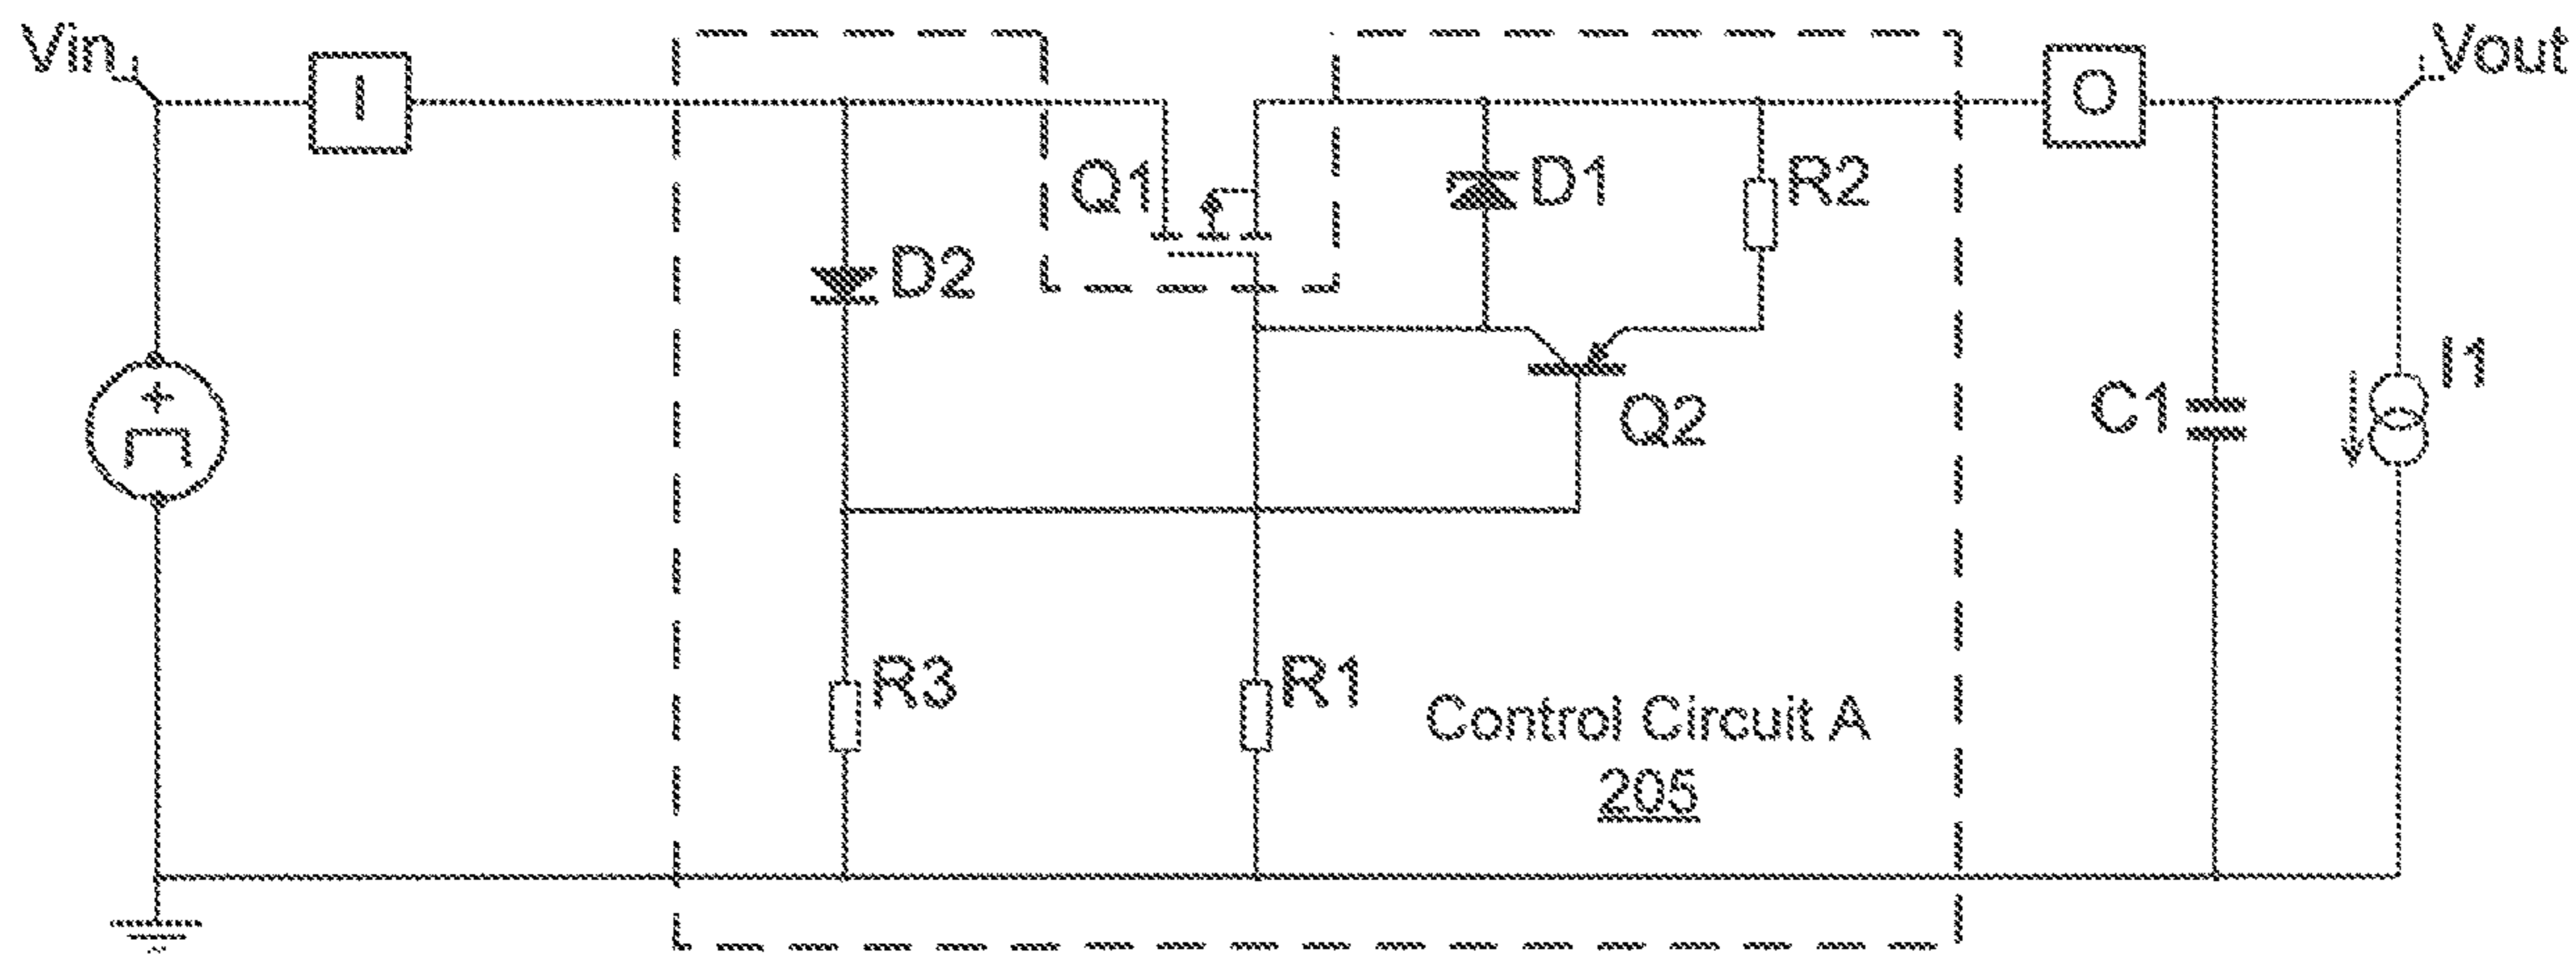 Vin
I
Q1
D1
R2
O
Vout
D2
Q2
C1
I1
R3
R1
Control Circuit A
205